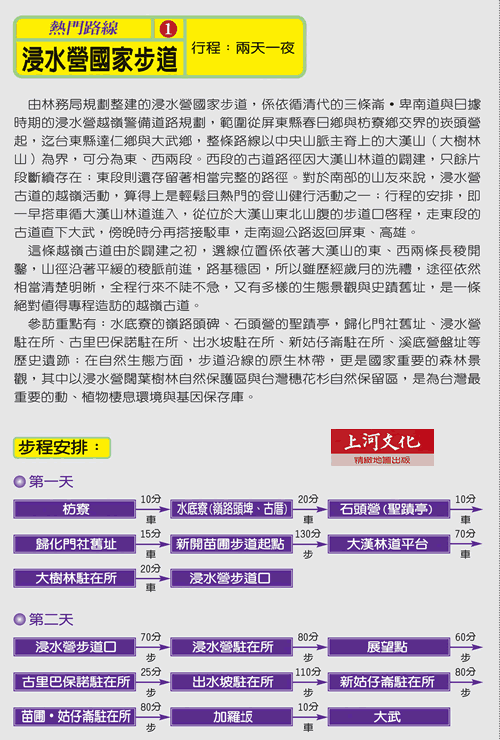 熱門路線 1
浸水營國家步道
行程：兩天一夜
由林務局規劃整建的浸水營國家步道，係依循清代的三條崙•卑南道與日據
時期的浸水營越嶺警備道路規劃，範圍從屏東縣春日鄉與枋寮鄉交界的崁頭營
起，迄台東縣達仁鄉與大武鄉，整條路線以中央山脈主脊上的大漢山（大樹林
山）為界，可分為東、西兩段。西段的古道路徑因大漢山林道的闢建，只餘片
段斷續存在；東段則還存留著相當完整的路徑。對於南部的山友來說，浸水營
古道的越嶺活動，算得上是輕鬆且熱門的登山健行活動之一；行程的安排，即
一早搭車循大漢山林道進入，從位於大漢山東北山腹的步道口啓程，走東段的
古道直下大武，傍晚時分再搭接駁車，走南迴公路返回屏東、高雄。
這條越嶺古道由於闢建之初，選線位置係依著大漢山的東、西兩條長稜開
鑿，山徑沿著平緩的稜脈前進，路基穩固，所以雖歷經歲月的洗禮，途徑依然
相當清楚明晰，全程行來不陡不急，又有多樣的生態景觀與史蹟舊址，是一條
絕對值得專程造訪的越嶺古道。
參訪重點有：水底寮的嶺路頭碑、石頭營的聖蹟亭，歸化門社舊址、浸水營
駐在所、古里巴保諾駐在所、出水坡駐在所、新姑仔崙駐在所、溪底營盤址等
歷史遺跡；在自然生態方面，步道沿線的原生林帶，更是國家重要的森林景
觀，其中以浸水營闊葉樹林自然保護區與台灣穗花杉自然保留區，是為台灣最
重要的動、植物棲息環境與基因保存庫。
步程安排：
上河文化
精緻地圖出版
第一天
枋寮 10分 車 水底寮(嶺路頭埤、古厝) 20分 車 石頭營(聖蹟亭) 10分 車
歸化門社舊址 15分 車 新開苗圃步道起點 130分 步 大漢林道平台 70分 車
大樹林駐在所 20分 車 浸水營步道口
第二天
浸水營步道口 70分 步 浸水營駐在所 80分 步 展望點 60分 步
古里巴保諾駐在所 25分 步 出水坡駐在所 110分 步 新姑仔崙駐在所 80分 步
苗圃•姑仔崙駐在所 80分 步 加羅坂 10分 車 大武